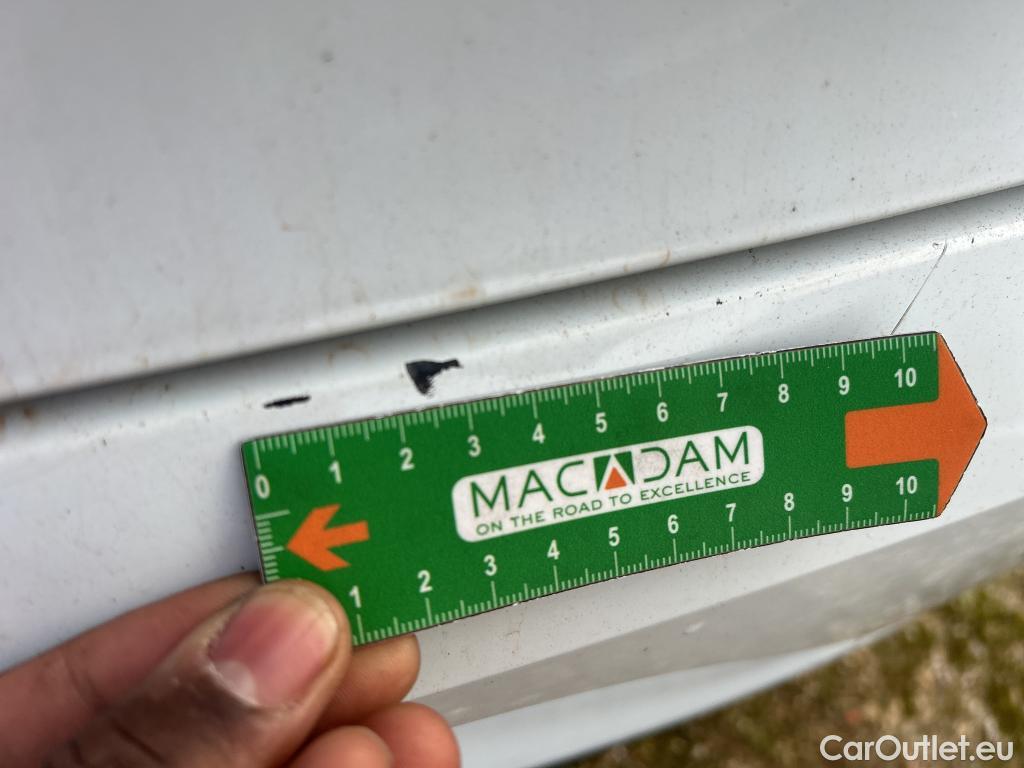 0 1 2 3 4 5 6 7 8 9 10
MACADAM
ON THE ROAD TO EXCELLENCE
1 2 3 4 5 6 7 8 9 10
CarOutlet.eu